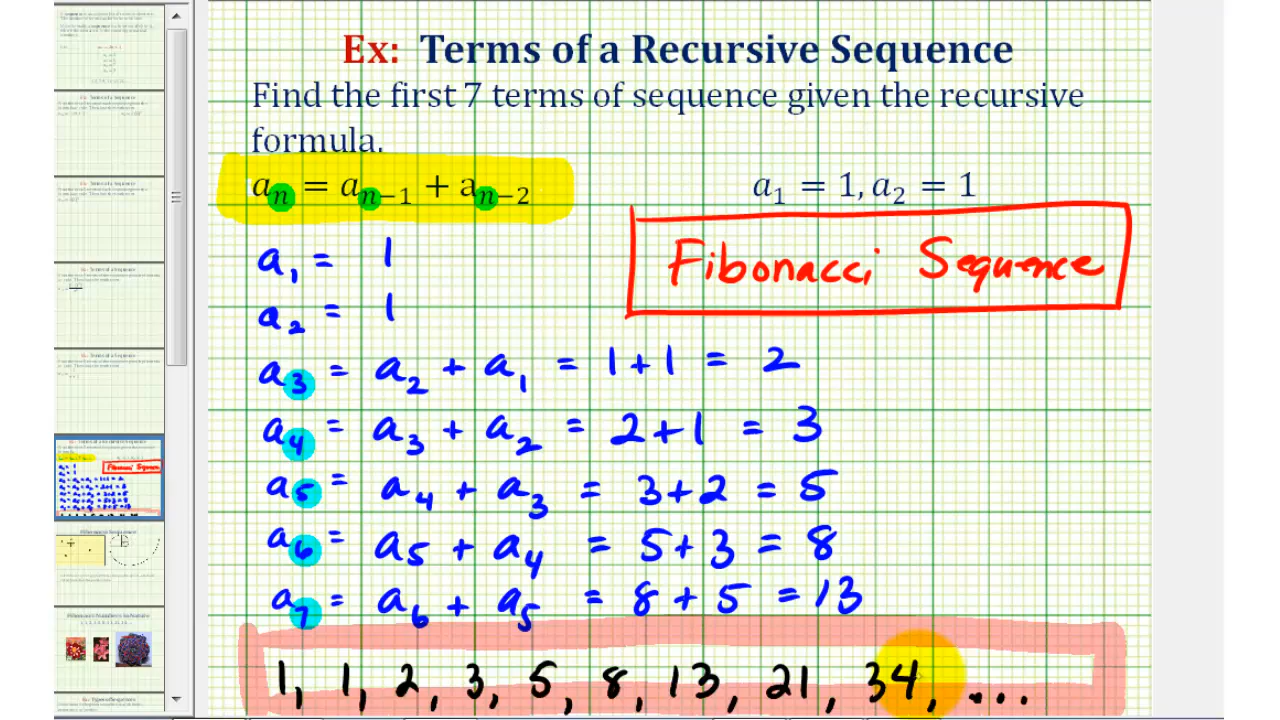 Ex: Terms of a Recursive Sequence
Find the first 7 terms of sequence given the recursive
formula.
aₙ = aₙ₋₁ + aₙ₋₂ a₁ = 1, a₂ = 1
Fibonacci Sequence
a₁ = 1
a₂ = 1
a₃ = a₂ + a₁ = 1 + 1 = 2
a₄ = a₃ + a₂ = 2 + 1 = 3
a₅ = a₄ + a₃ = 3 + 2 = 5
a₆ = a₅ + a₄ = 5 + 3 = 8
a₇ = a₆ + a₅ = 8 + 5 = 13
1, 1, 2, 3, 5, 8, 13, 21, 34, ...